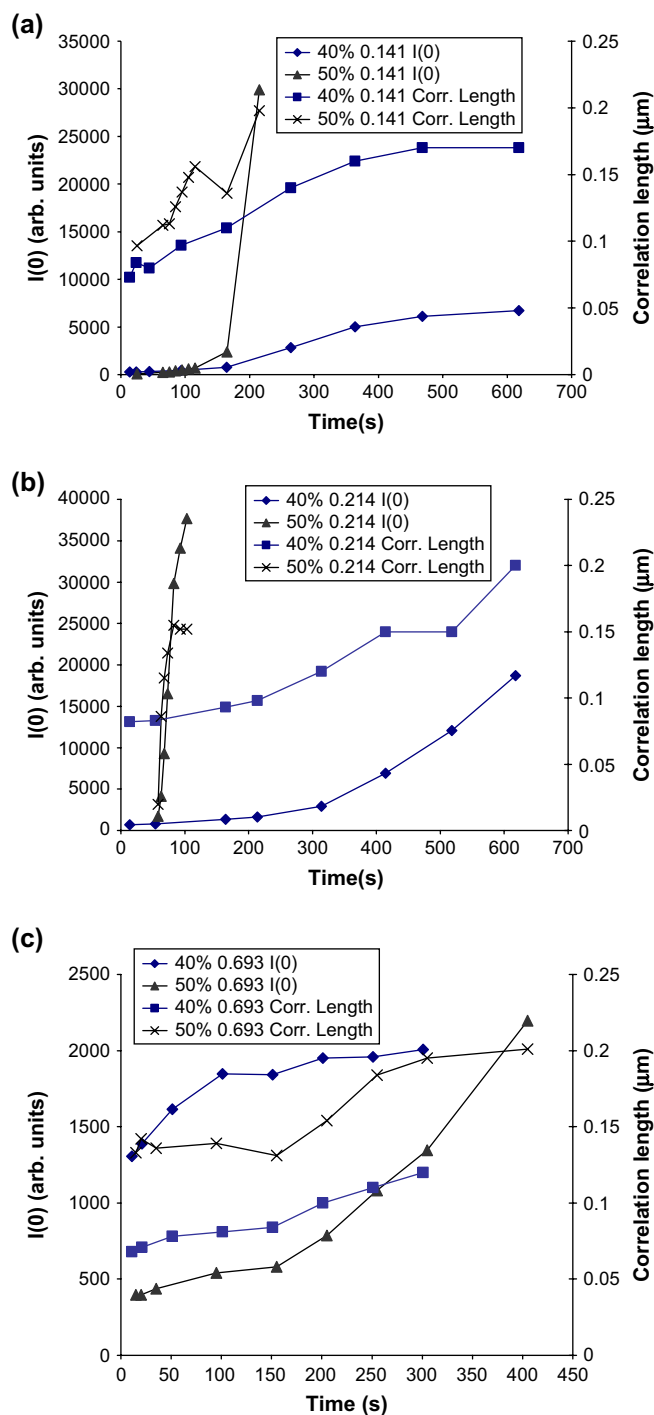 (a)
35000
30000
25000
20000
15000
10000
5000
0
I(0) (arb. units)
40% 0.141 I(0)
50% 0.141 I(0)
40% 0.141 Corr. Length
50% 0.141 Corr. Length
0.25
0.2
0.15
0.1
0.05
0
Correlation length (μm)
0 100 200 300 400 500 600 700
Time(s)
(b)
40000
35000
30000
25000
20000
15000
10000
5000
0
I(0) (arb. units)
40% 0.214 I(0)
50% 0.214 I(0)
40% 0.214 Corr. Length
50% 0.214 Corr. Length
0.25
0.2
0.15
0.1
0.05
0
Correlation length (μm)
0 100 200 300 400 500 600 700
Time(s)
(c)
2500
2000
1500
1000
500
0
I(0) (arb. units)
40% 0.693 I(0)
50% 0.693 I(0)
40% 0.693 Corr. Length
50% 0.693 Corr. Length
0.25
0.2
0.15
0.1
0.05
0
Correlation length (μm)
0 50 100 150 200 250 300 350 400 450
Time (s)